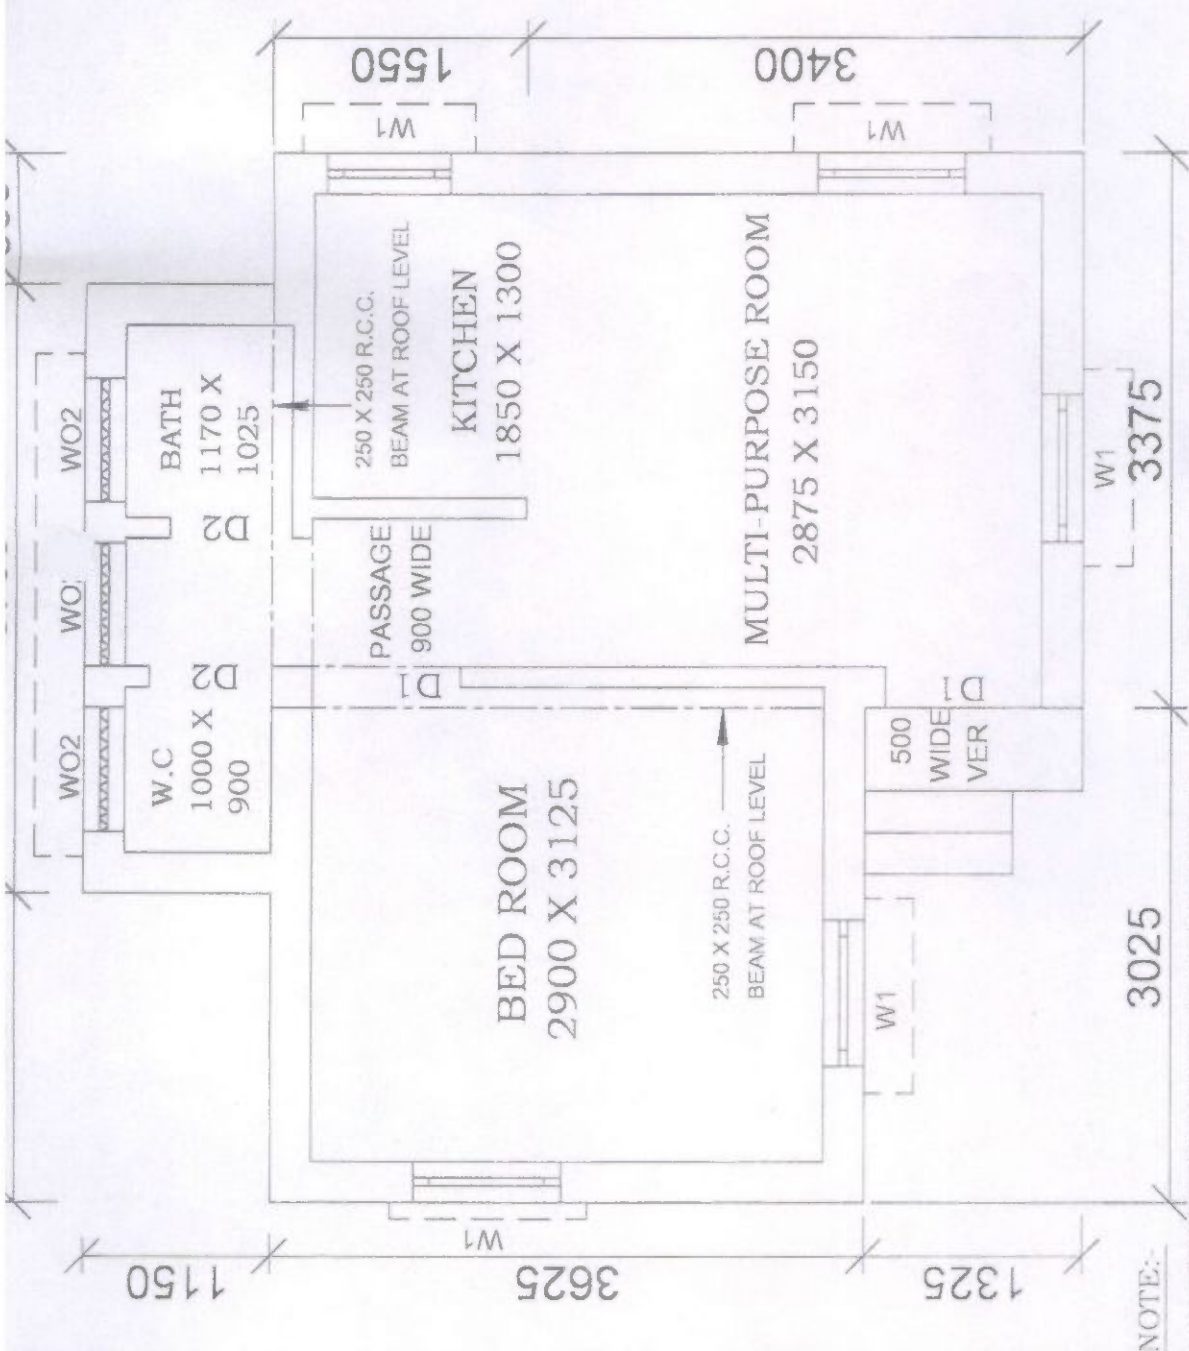 1550
3400
W1
W1
WO2
WO
WO2
BATH
1170 X
1025
D2
D2
W.C
1000 X
900
250 X 250 R.C.C.
BEAM AT ROOF LEVEL
KITCHEN
1850 X 1300
PASSAGE
900 WIDE
D1
MULTI-PURPOSE ROOM
2875 X 3150
D1
500
WIDE
VER
BED ROOM
2900 X 3125
250 X 250 R.C.C.
BEAM AT ROOF LEVEL
W1
W1
W1
3375
3025
1150
3625
1325
NOTE:-